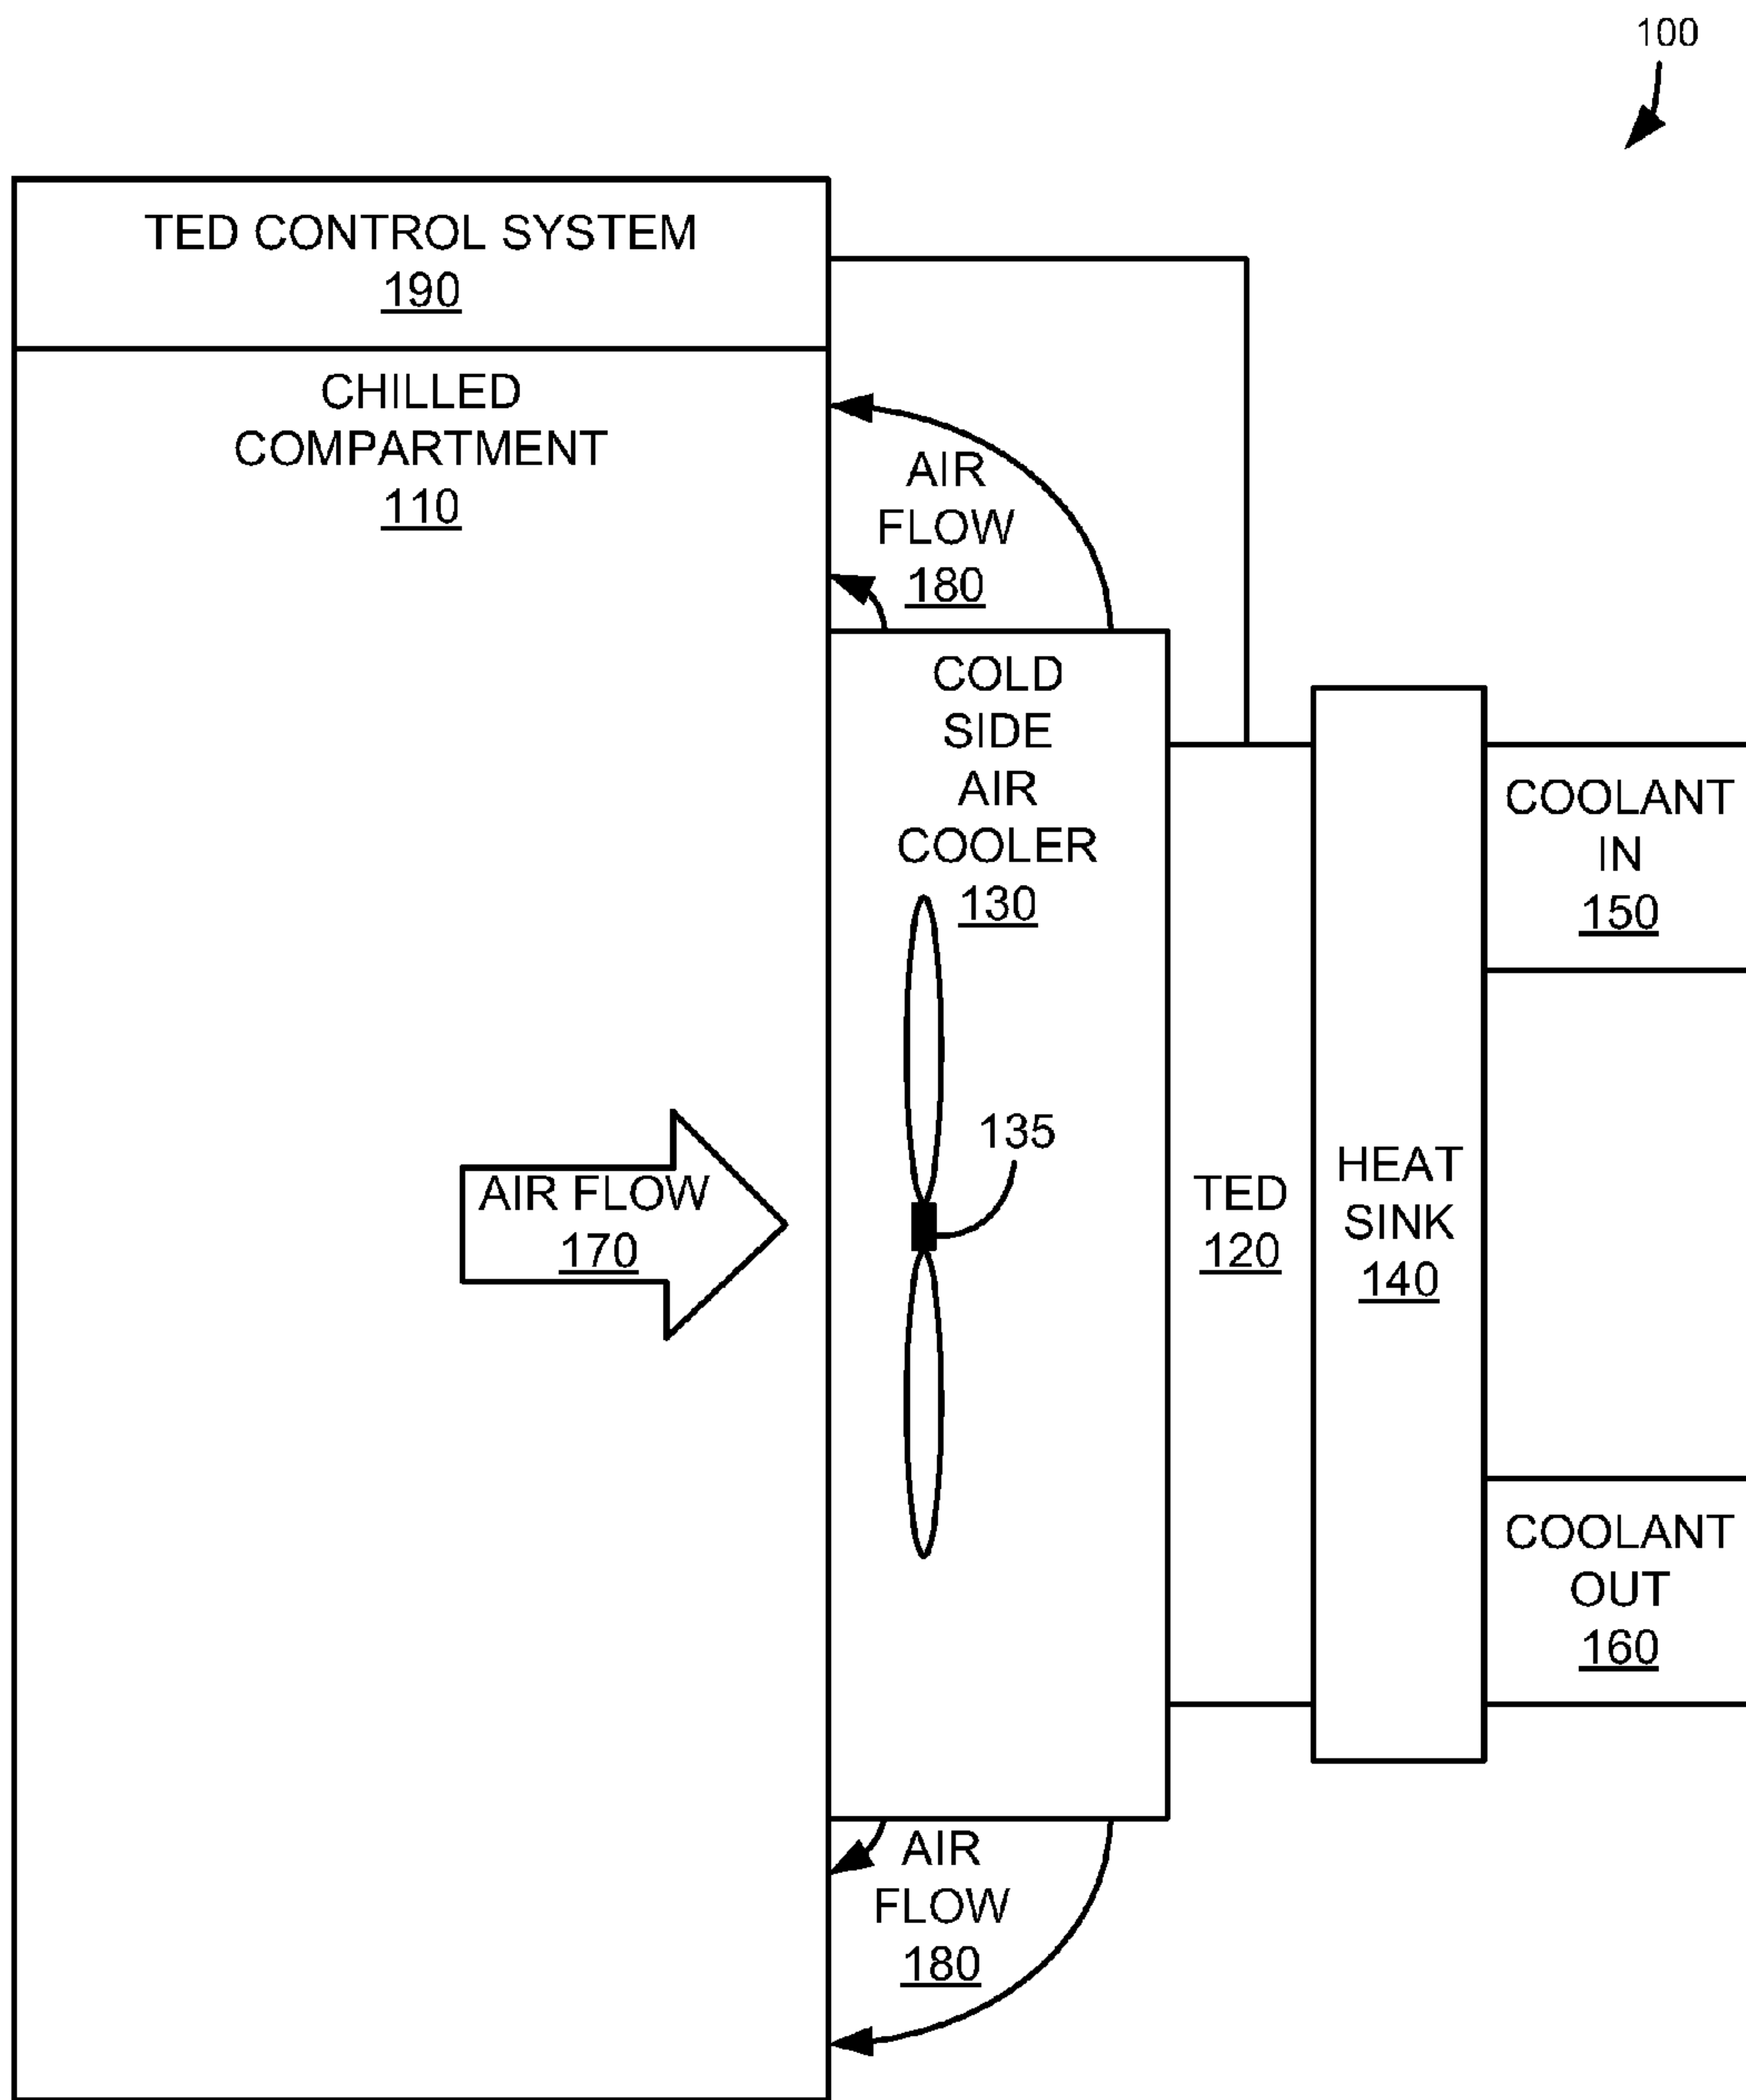 100
TED CONTROL SYSTEM
190
CHILLED
COMPARTMENT
110
AIR
FLOW
180
COLD
SIDE
AIR
COOLER
130
COOLANT
IN
150
135
AIR FLOW
170
TED
120
HEAT
SINK
140
COOLANT
OUT
160
AIR
FLOW
180